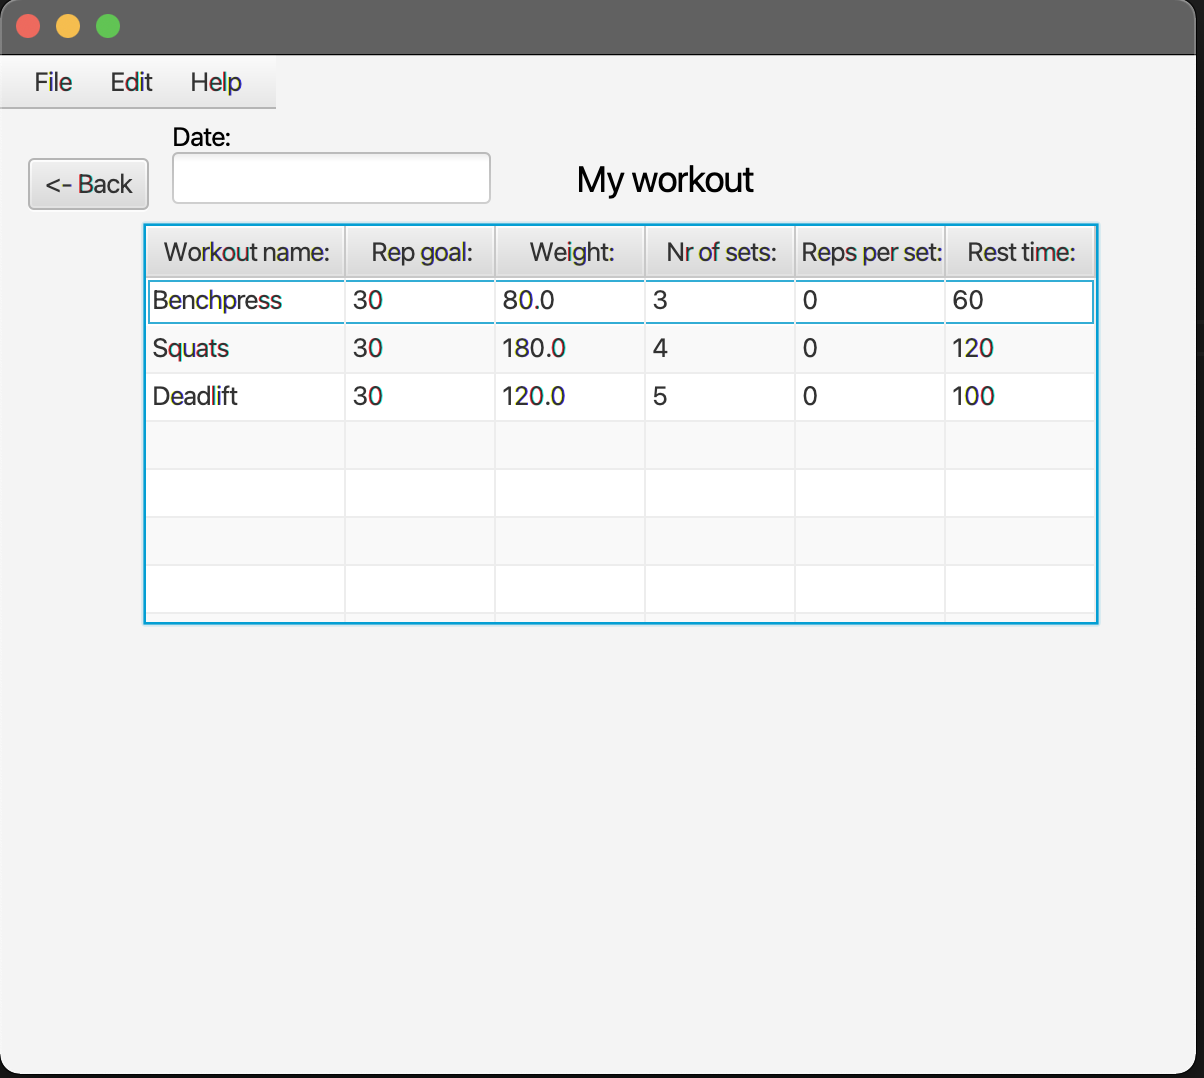 File Edit Help
Date:
<- Back
My workout
Workout name: Rep goal: Weight: Nr of sets: Reps per set: Rest time:
Benchpress 30 80.0 3 0 60
Squats 30 180.0 4 0 120
Deadlift 30 120.0 5 0 100